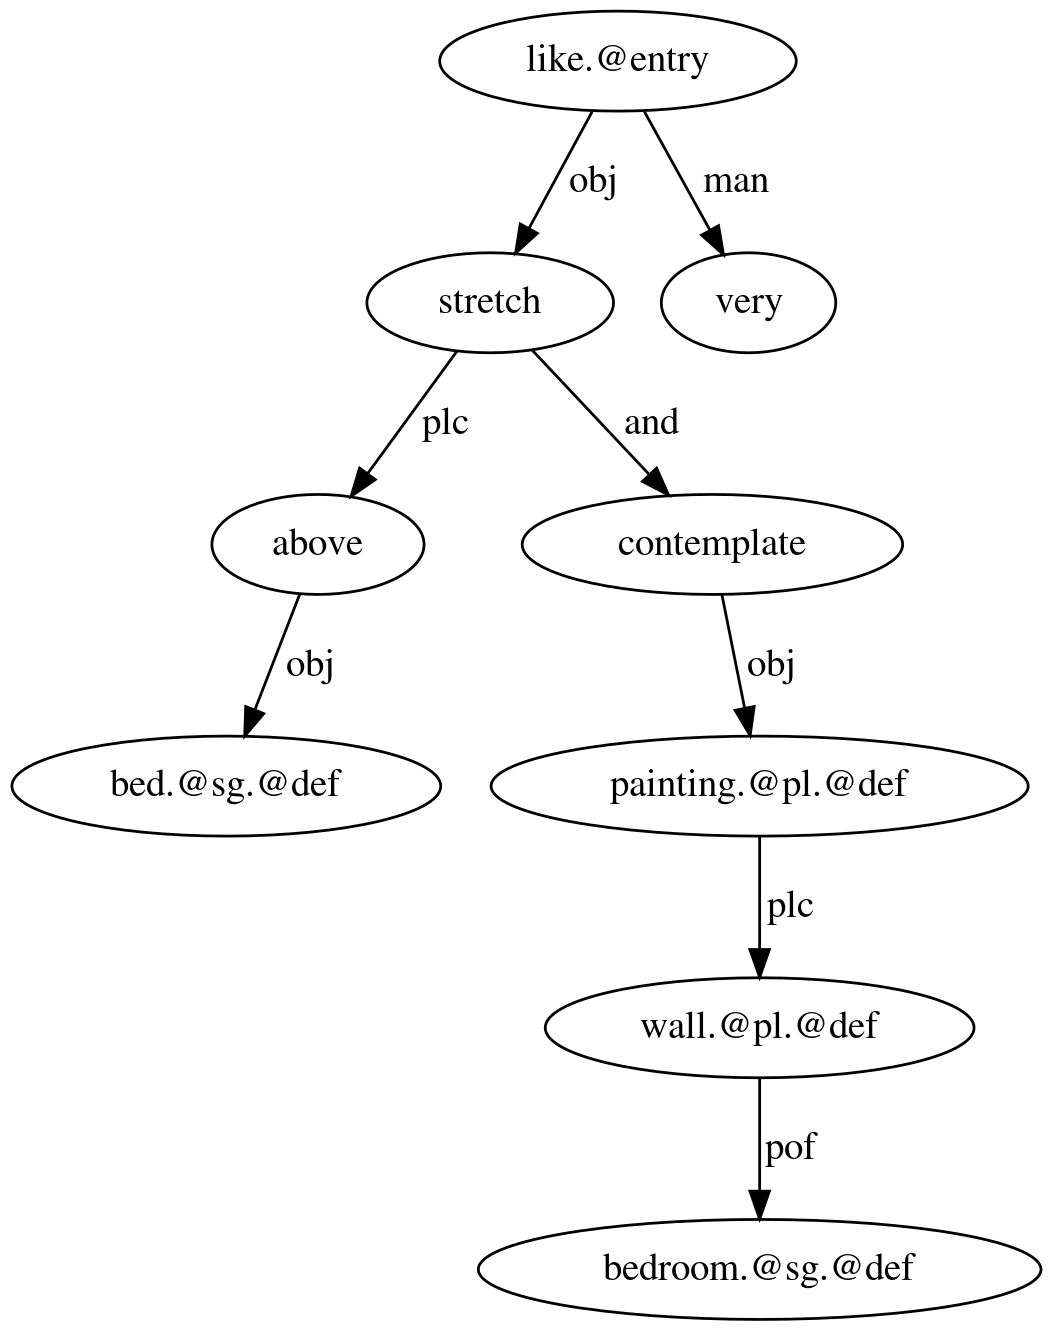 like.@entry
obj
man
stretch
very
plc
and
above
contemplate
obj
obj
bed.@sg.@def
painting.@pl.@def
plc
wall.@pl.@def
pof
bedroom.@sg.@def